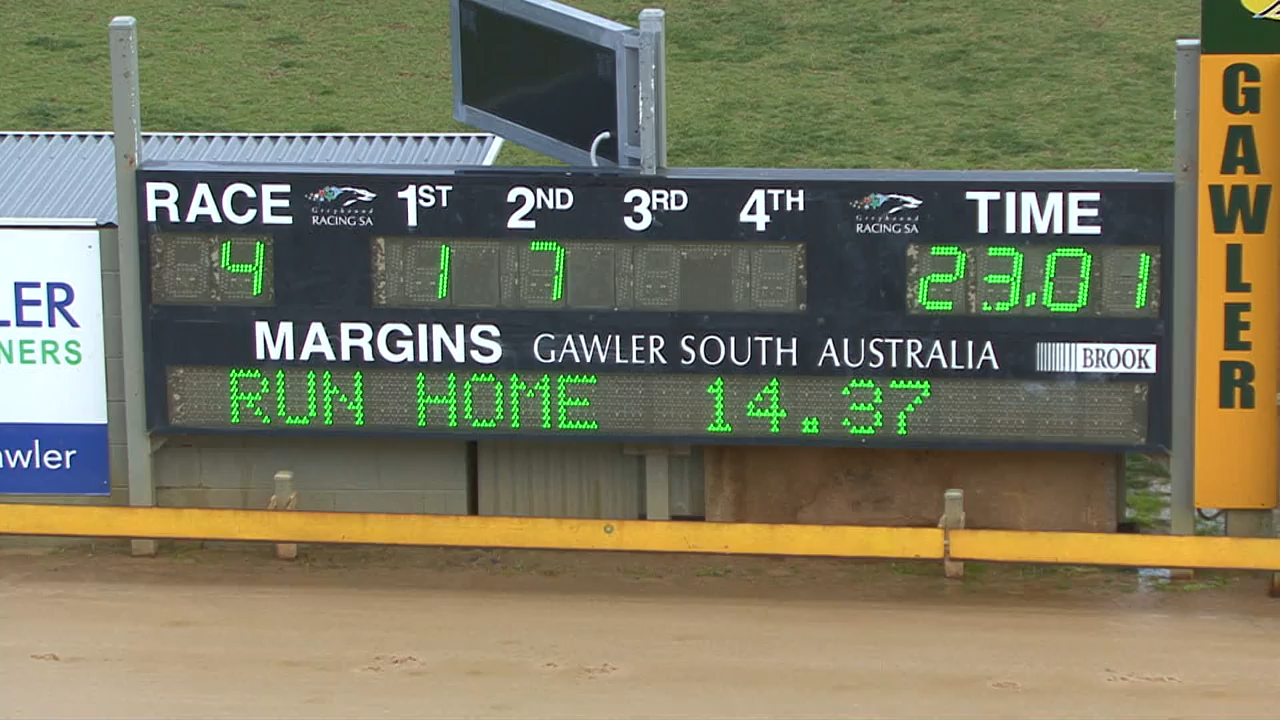 RACE Greyhound RACING SA 1ST 2ND 3RD 4TH Greyhound RACING SA TIME
4 1 7 23.01
MARGINS GAWLER SOUTH AUSTRALIA BROOK
RUN HOME 14.37
GAWLER
LER
NERS
awler